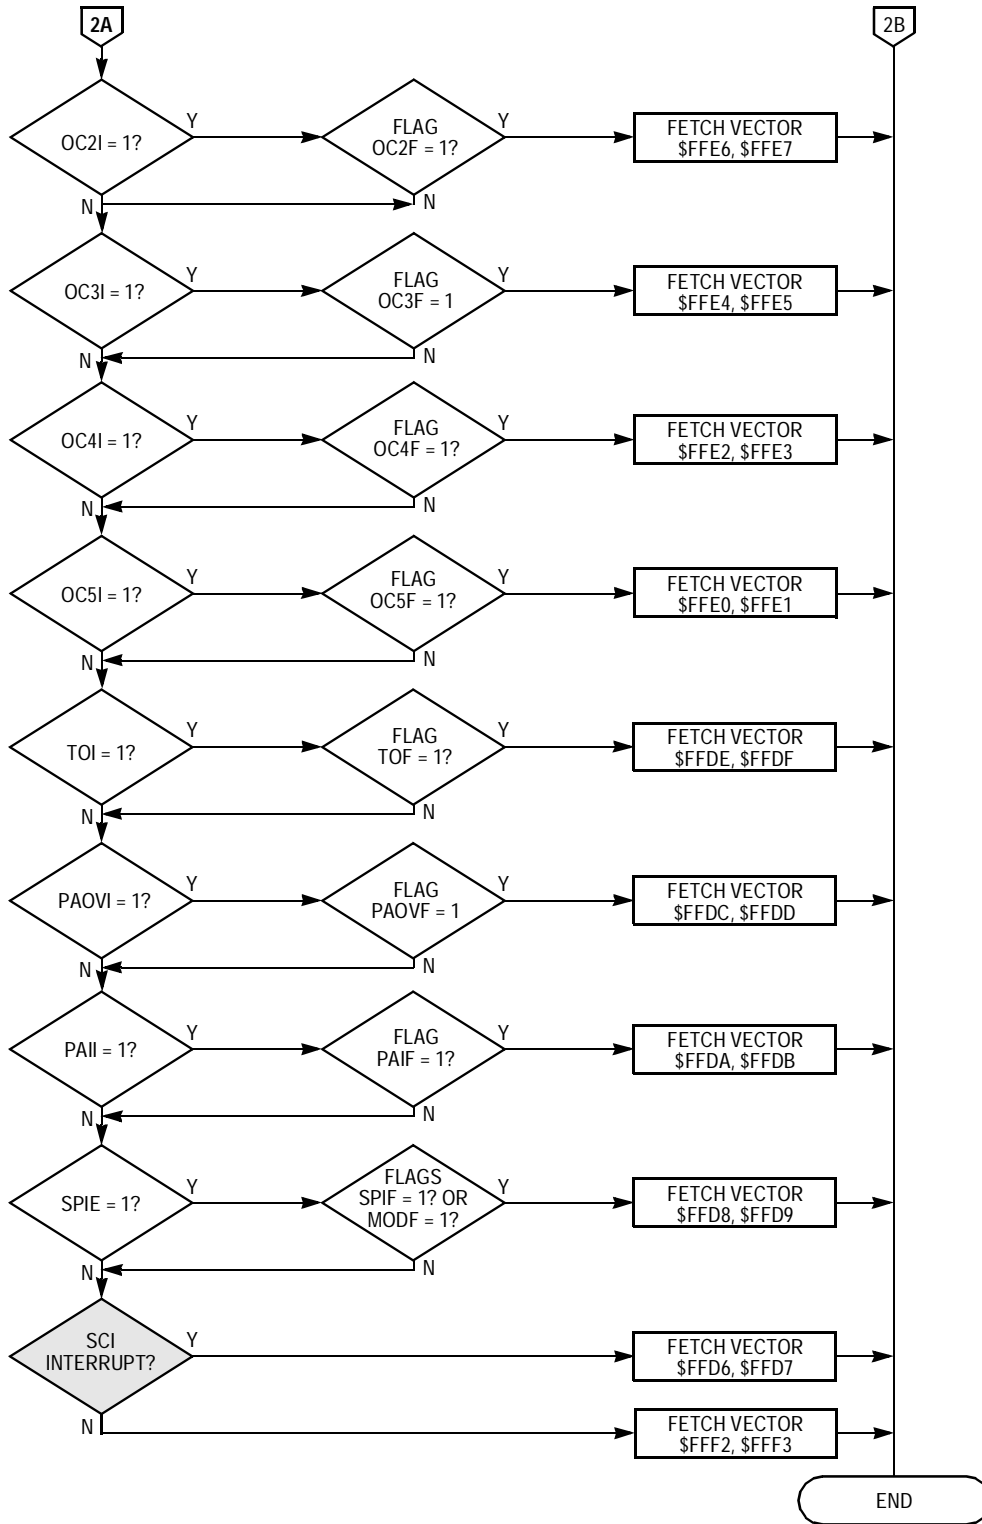 2A
2B
OC2I = 1?
Y
FLAG
OC2F = 1?
Y
FETCH VECTOR
$FFE6, $FFE7
N
N
OC3I = 1?
Y
FLAG
OC3F = 1
Y
FETCH VECTOR
$FFE4, $FFE5
N
N
OC4I = 1?
Y
FLAG
OC4F = 1?
Y
FETCH VECTOR
$FFE2, $FFE3
N
N
OC5I = 1?
Y
FLAG
OC5F = 1?
Y
FETCH VECTOR
$FFE0, $FFE1
N
N
TOI = 1?
Y
FLAG
TOF = 1?
Y
FETCH VECTOR
$FFDE, $FFDF
N
N
PAOVI = 1?
Y
FLAG
PAOVF = 1
Y
FETCH VECTOR
$FFDC, $FFDD
N
N
PAII = 1?
Y
FLAG
PAIF = 1?
Y
FETCH VECTOR
$FFDA, $FFDB
N
N
SPIE = 1?
Y
FLAGS
SPIF = 1? OR
MODF = 1?
Y
FETCH VECTOR
$FFD8, $FFD9
N
N
SCI
INTERRUPT?
Y
FETCH VECTOR
$FFD6, $FFD7
N
FETCH VECTOR
$FFF2, $FFF3
END